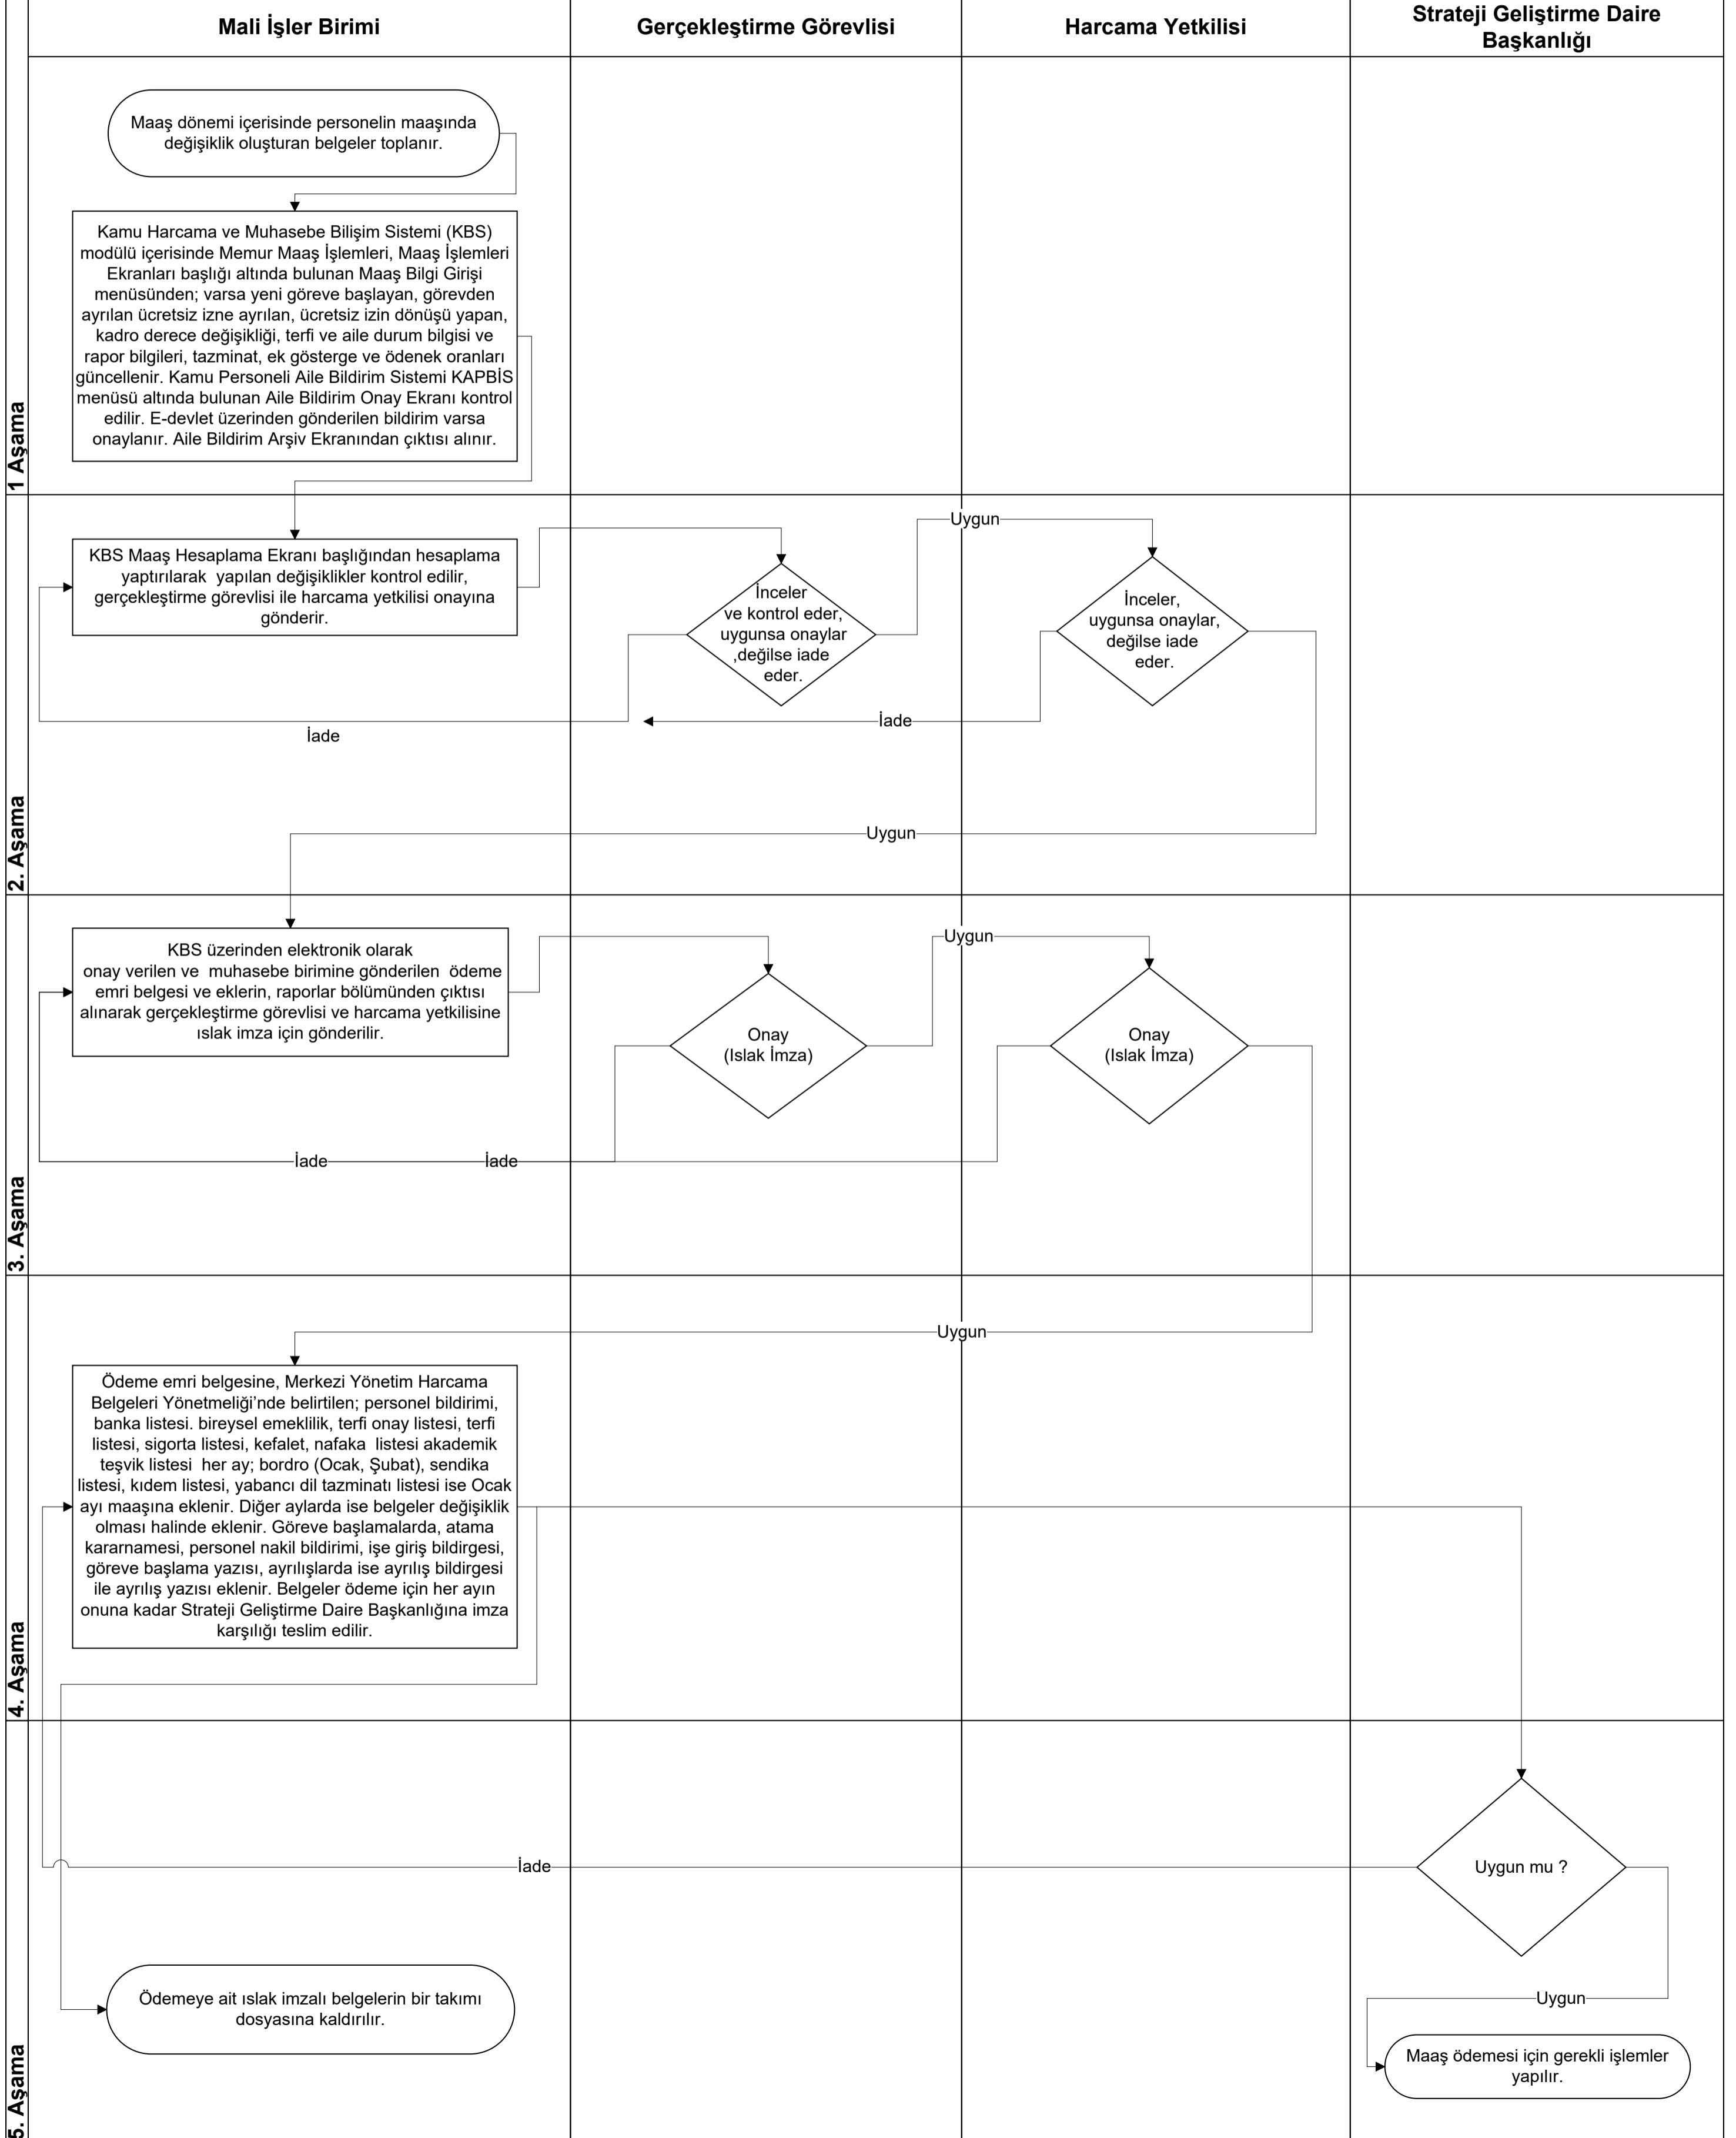 Mali İşler Birimi
Gerçekleştirme Görevlisi
Harcama Yetkilisi
Strateji Geliştirme Daire
Başkanlığı
1 Aşama
Maaş dönemi içerisinde personelin maaşında
değişiklik oluşturan belgeler toplanır.
Kamu Harcama ve Muhasebe Bilişim Sistemi (KBS)
modülü içerisinde Memur Maaş İşlemleri, Maaş İşlemleri
Ekranları başlığı altında bulunan Maaş Bilgi Girişi
menüsünden; varsa yeni göreve başlayan, görevden
ayrılan ücretsiz izne ayrılan, ücretsiz izin dönüşü yapan,
kadro derece değişikliği, terfi ve aile durum bilgisi ve
rapor bilgileri, tazminat, ek gösterge ve ödenek oranları
güncellenir. Kamu Personeli Aile Bildirim Sistemi KAPBİS
menüsü altında bulunan Aile Bildirim Onay Ekranı kontrol
edilir. E-devlet üzerinden gönderilen bildirim varsa
onaylanır. Aile Bildirim Arşiv Ekranından çıktısı alınır.
2. Aşama
KBS Maaş Hesaplama Ekranı başlığından hesaplama
yaptırılarak  yapılan değişiklikler kontrol edilir,
gerçekleştirme görevlisi ile harcama yetkilisi onayına
gönderir.
İnceler
ve kontrol eder,
uygunsa onaylar
,değilse iade
eder.
Uygun
İnceler,
uygunsa onaylar,
değilse iade
eder.
İade
İade
Uygun
3. Aşama
KBS üzerinden elektronik olarak
onay verilen ve  muhasebe birimine gönderilen  ödeme
emri belgesi ve eklerin, raporlar bölümünden çıktısı
alınarak gerçekleştirme görevlisi ve harcama yetkilisine
ıslak imza için gönderilir.
Onay
(Islak İmza)
Uygun
Onay
(Islak İmza)
İade
İade
4. Aşama
Uygun
Ödeme emri belgesine, Merkezi Yönetim Harcama
Belgeleri Yönetmeliği’nde belirtilen; personel bildirimi,
banka listesi. bireysel emeklilik, terfi onay listesi, terfi
listesi, sigorta listesi, kefalet, nafaka  listesi akademik
teşvik listesi  her ay; bordro (Ocak, Şubat), sendika
listesi, kıdem listesi, yabancı dil tazminatı listesi ise Ocak
ayı maaşına eklenir. Diğer aylarda ise belgeler değişiklik
olması halinde eklenir. Göreve başlamalarda, atama
kararnamesi, personel nakil bildirimi, işe giriş bildirgesi,
göreve başlama yazısı, ayrılışlarda ise ayrılış bildirgesi
ile ayrılış yazısı eklenir. Belgeler ödeme için her ayın
onuna kadar Strateji Geliştirme Daire Başkanlığına imza
karşılığı teslim edilir.
5. Aşama
Uygun mu ?
İade
Uygun
Ödemeye ait ıslak imzalı belgelerin bir takımı
dosyasına kaldırılır.
Maaş ödemesi için gerekli işlemler
yapılır.